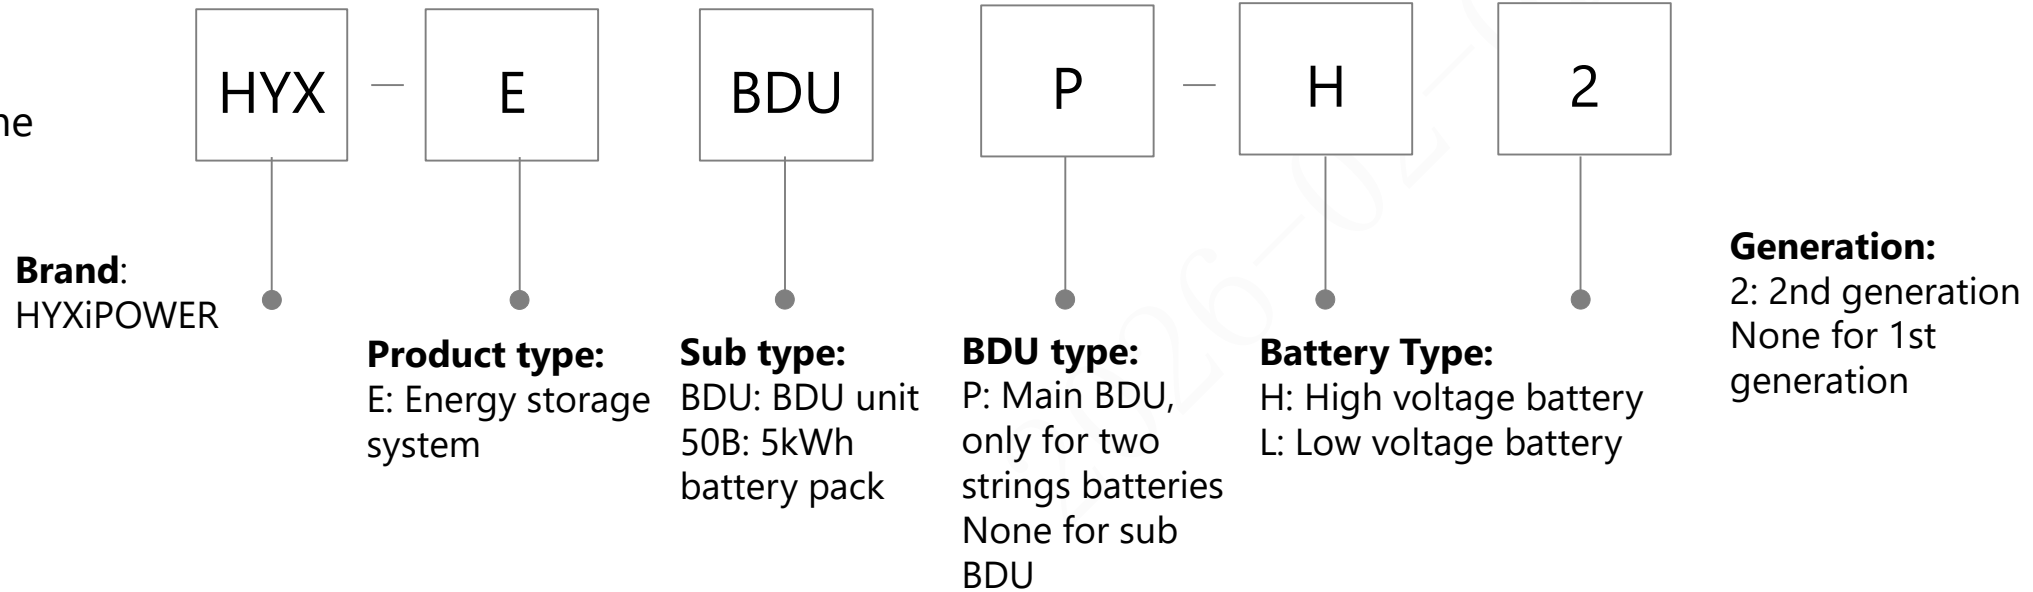 HYX — E BDU P — H 2
ne
Brand:
HYXiPOWER
Product type:
E: Energy storage
system
Sub type:
BDU: BDU unit
50B: 5kWh
battery pack
BDU type:
P: Main BDU,
only for two
strings batteries
None for sub
BDU
Battery Type:
H: High voltage battery
L: Low voltage battery
Generation:
2: 2nd generation
None for 1st
generation